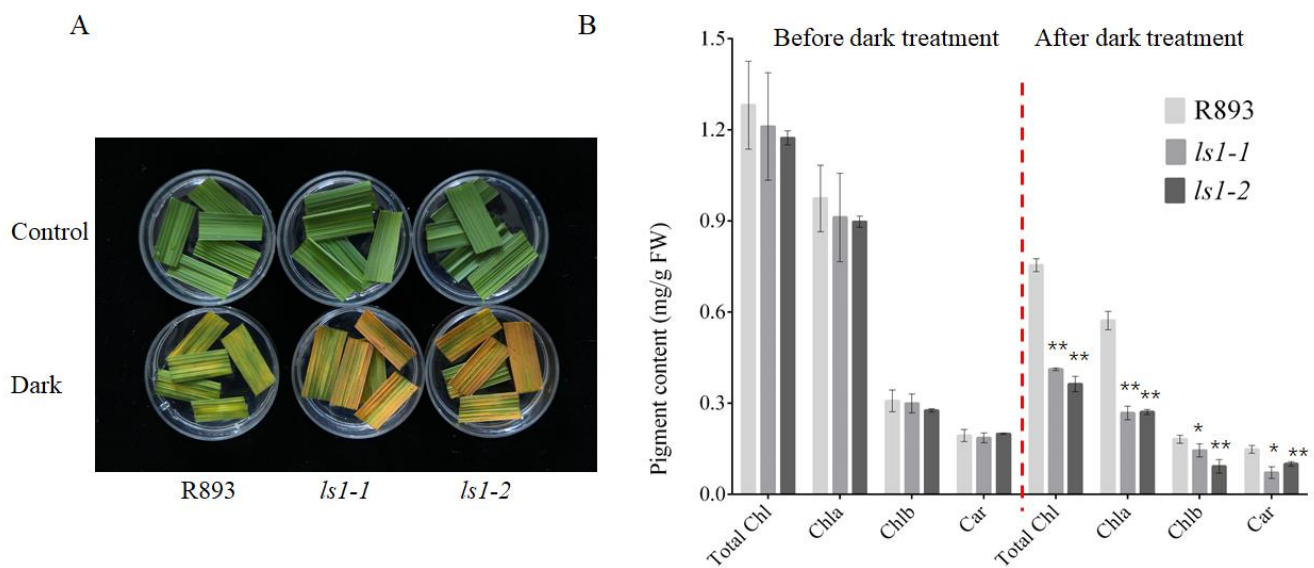 A
Control
Dark
R893
ls1-1
ls1-2
B
Pigment content (mg/g FW)
1.5
1.2
0.9
0.6
0.3
0.0
Before dark treatment
After dark treatment
R893
ls1-1
ls1-2
**
**
**
**
*
**
*
**
Total Chl
Chla
Chlb
Car
Total Chl
Chla
Chlb
Car